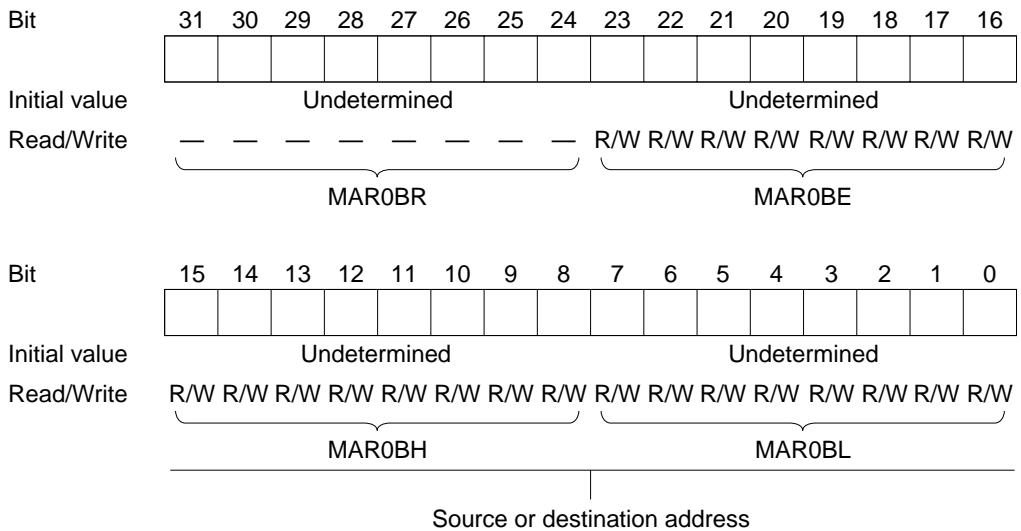 Bit 31 30 29 28 27 26 25 24 23 22 21 20 19 18 17 16
Initial value Undetermined Undetermined
Read/Write — — — — — — — — R/W R/W R/W R/W R/W R/W R/W R/W
MAR0BR MAR0BE
Bit 15 14 13 12 11 10 9 8 7 6 5 4 3 2 1 0
Initial value Undetermined Undetermined
Read/Write R/W R/W R/W R/W R/W R/W R/W R/W R/W R/W R/W R/W R/W R/W R/W R/W
MAR0BH MAR0BL
Source or destination address